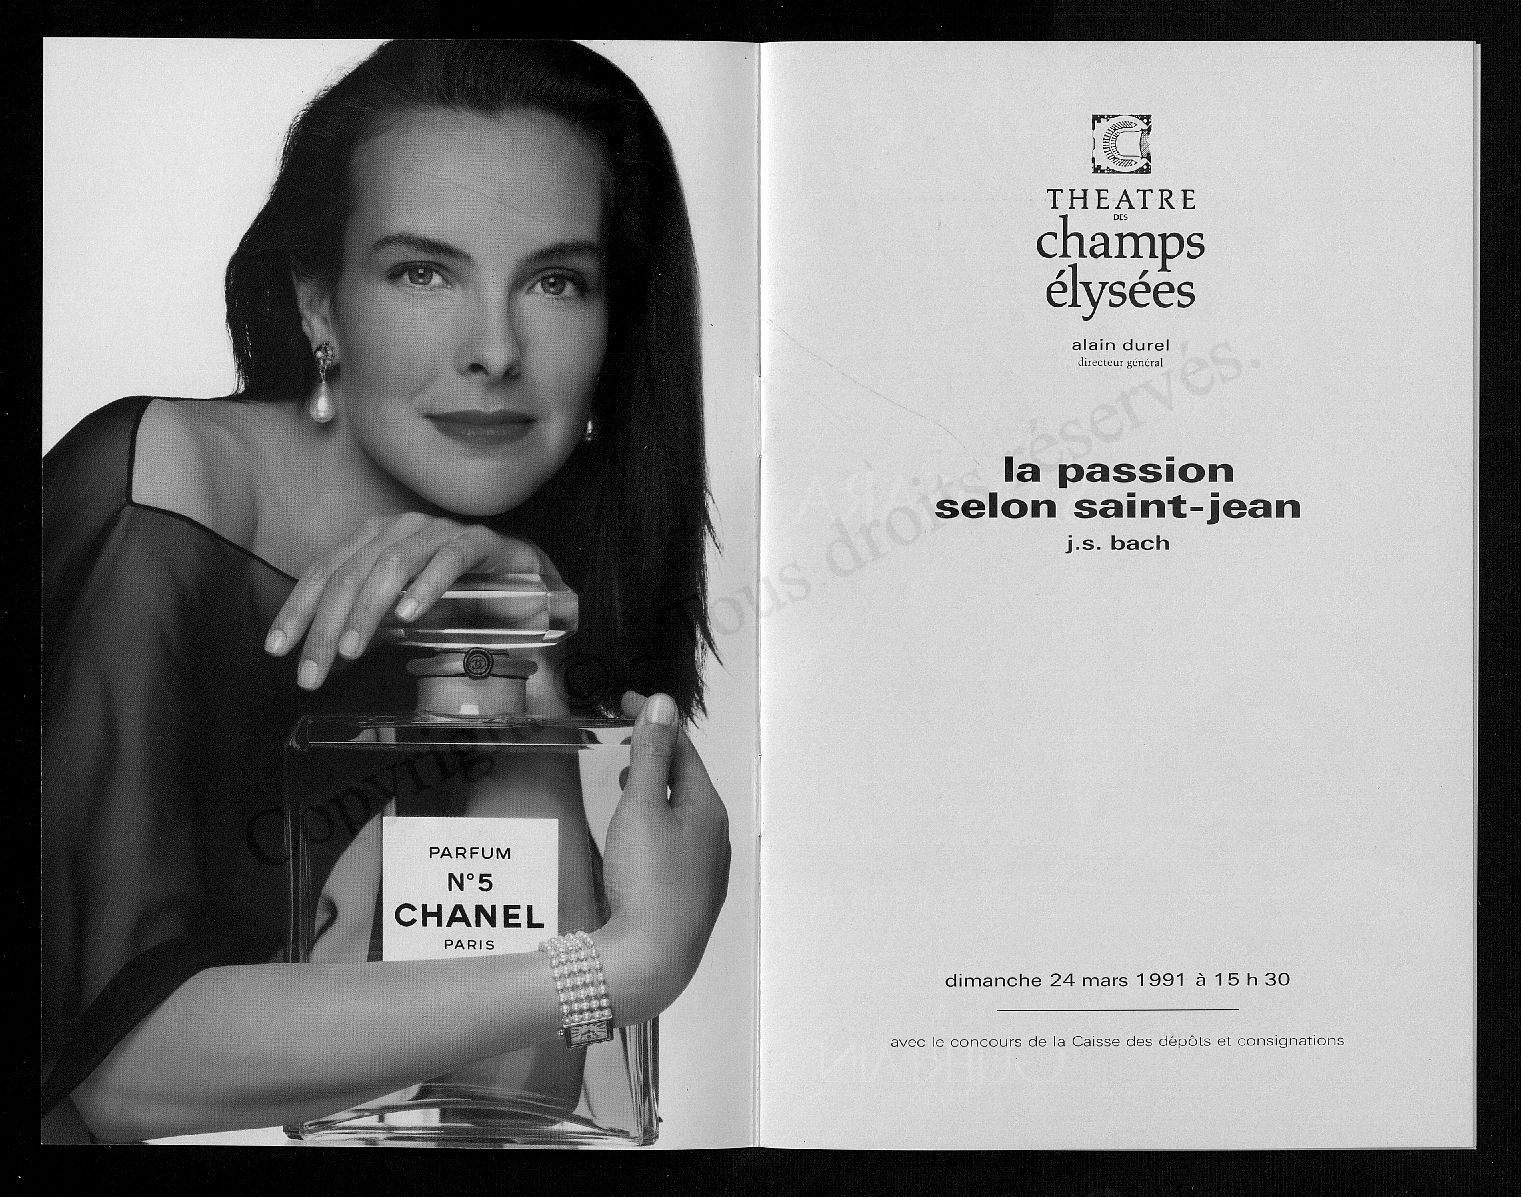 PARFUM
N°5
CHANEL
PARIS
THEATRE
DES
champs
élysées
alain durel
directeur général
la passion
selon saint-jean
j.s. bach
dimanche 24 mars 1991 à 15 h 30
avec le concours de la Caisse des dépôts et consignations
Copyright © Tous droits réservés.